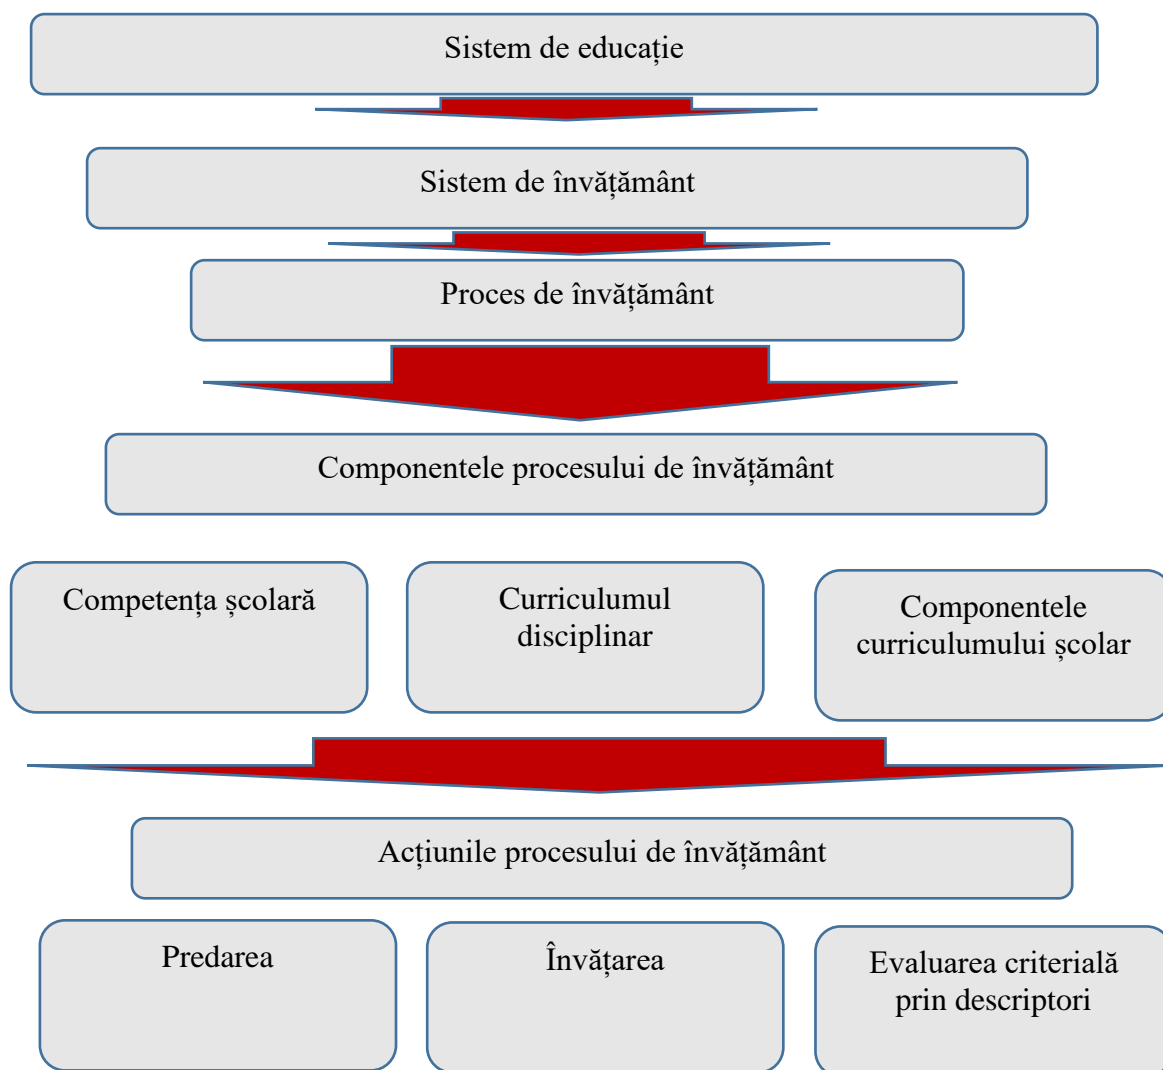 Sistem de educație
Sistem de învățământ
Proces de învățământ
Componentele procesului de învățământ
Competența școlară
Curriculumul
disciplinar
Componentele
curriculumului școlar
Acțiunile procesului de învățământ
Predarea
Învățarea
Evaluarea criterială
prin descriptori